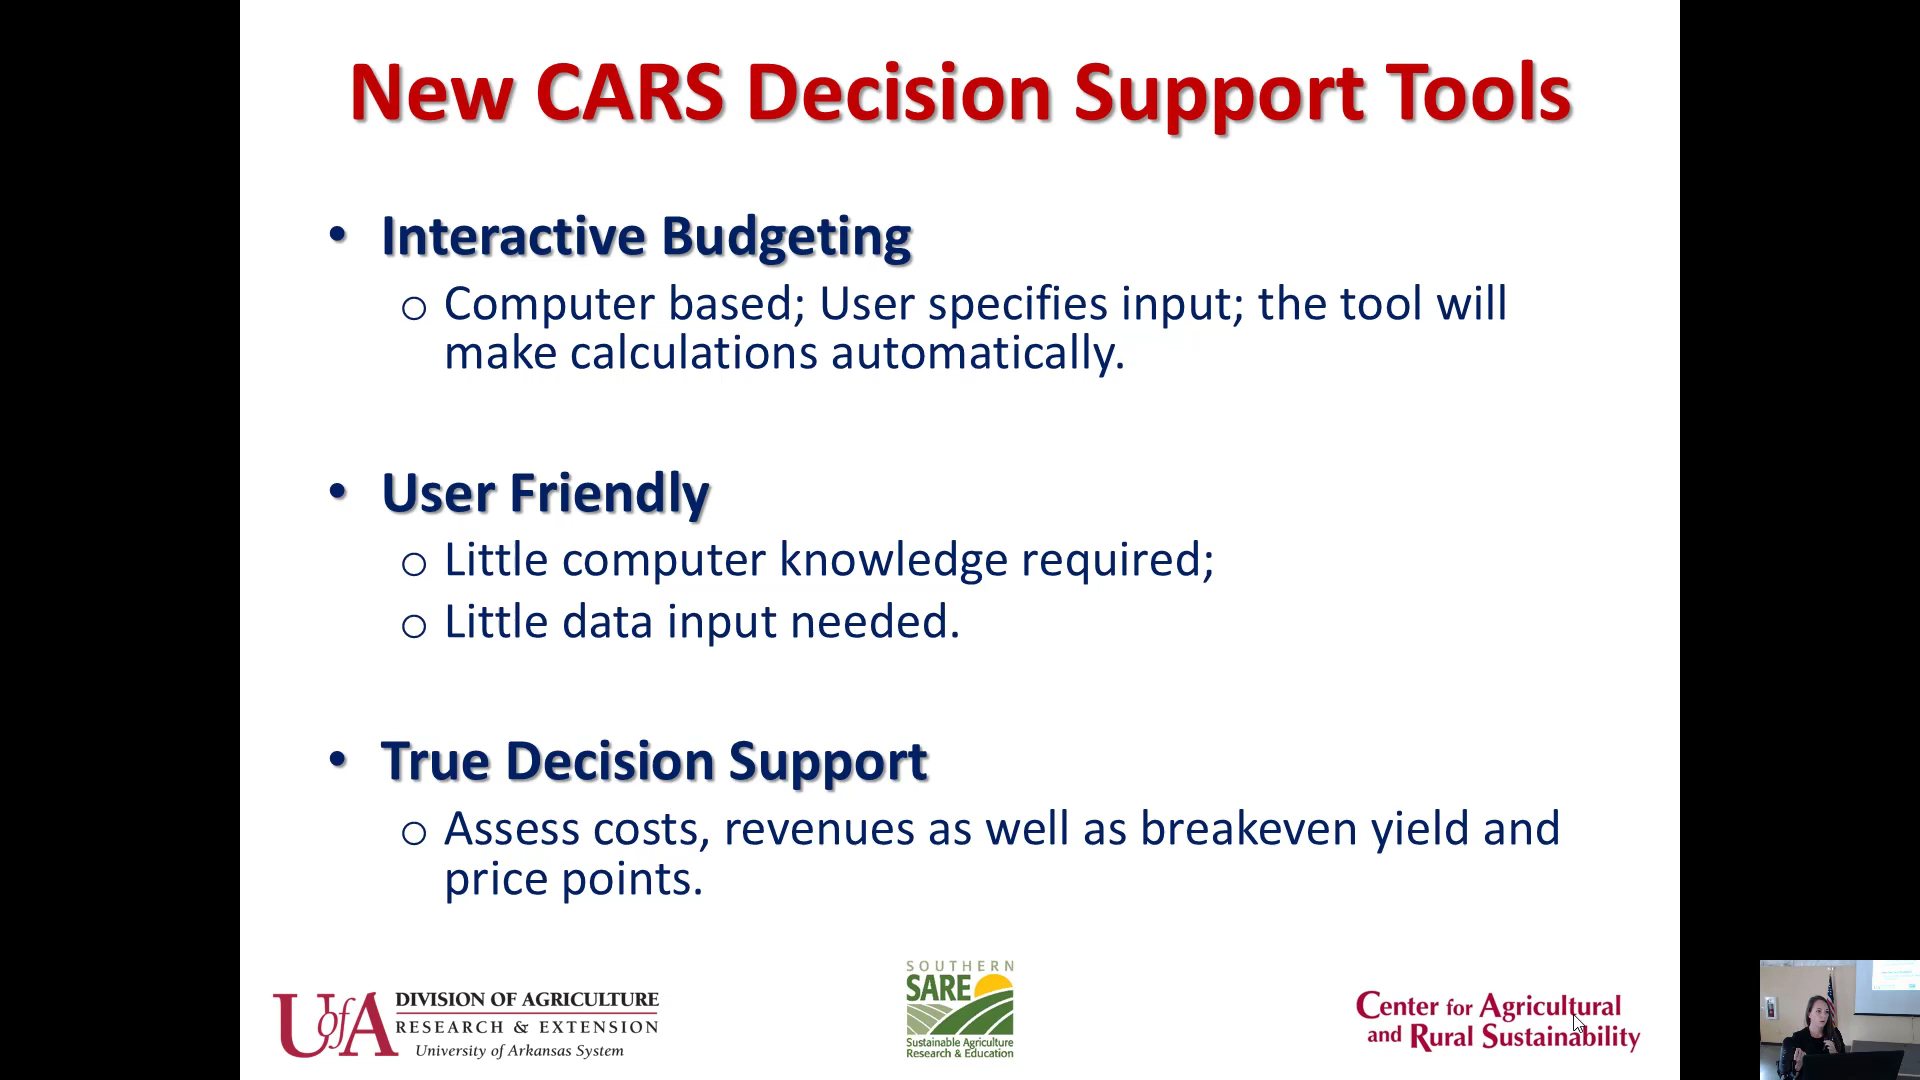 New CARS Decision Support Tools
• Interactive Budgeting
o Computer based; User specifies input; the tool will
make calculations automatically.
• User Friendly
o Little computer knowledge required;
o Little data input needed.
• True Decision Support
o Assess costs, revenues as well as breakeven yield and
price points.
UofA DIVISION OF AGRICULTURE
RESEARCH & EXTENSION
University of Arkansas System
SOUTHERN
SARE
Sustainable Agriculture
Research & Education
Center for Agricultural
and Rural Sustainability